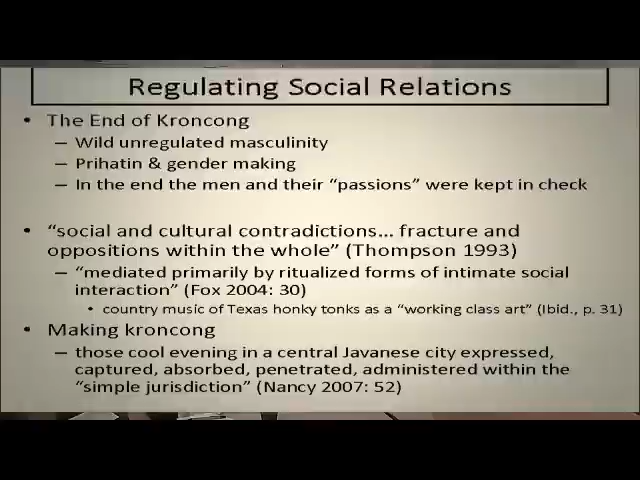 Regulating Social Relations
• The End of Kroncong
– Wild unregulated masculinity
– Prihatin & gender making
– In the end the men and their “passions” were kept in check
• “social and cultural contradictions... fracture and
oppositions within the whole” (Thompson 1993)
– “mediated primarily by ritualized forms of intimate social
interaction” (Fox 2004: 30)
• country music of Texas honky tonks as a “working class art” (Ibid., p. 31)
• Making kroncong
– those cool evening in a central Javanese city expressed,
captured, absorbed, penetrated, administered within the
“simple jurisdiction” (Nancy 2007: 52)